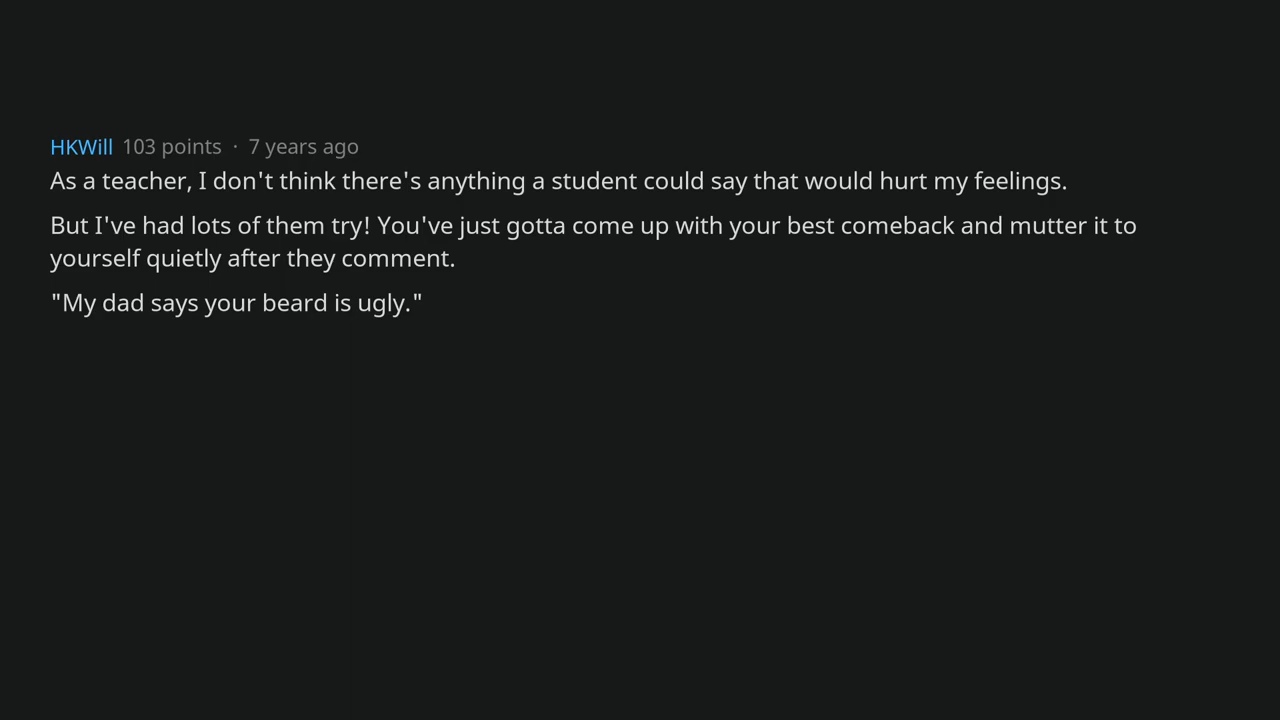 HKWill 103 points · 7 years ago
As a teacher, I don't think there's anything a student could say that would hurt my feelings.
But I've had lots of them try! You've just gotta come up with your best comeback and mutter it to
yourself quietly after they comment.
"My dad says your beard is ugly."